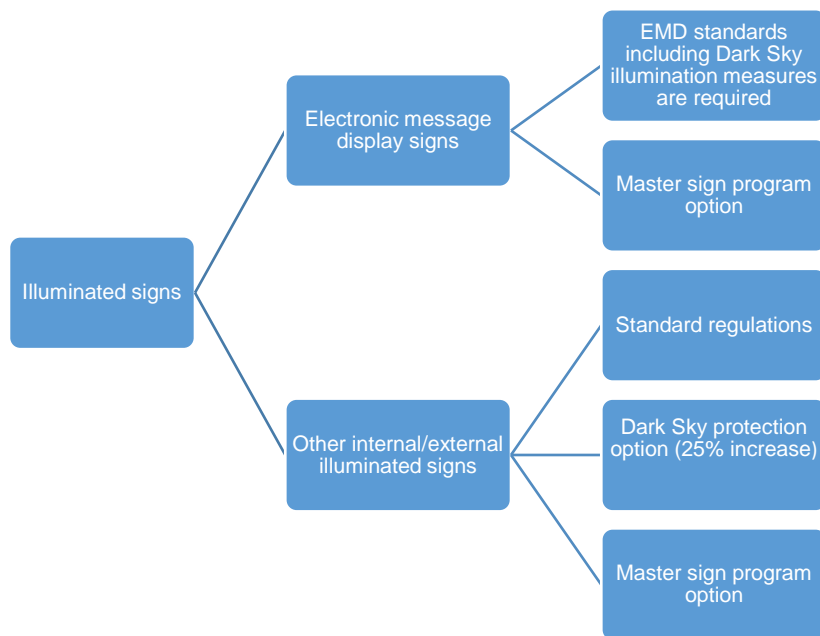 EMD standards
including Dark Sky
illumination measures
are required
Electronic message
display signs
Master sign program
option
Illuminated signs
Standard regulations
Other internal/external
illuminated signs
Dark Sky protection
option (25% increase)
Master sign program
option